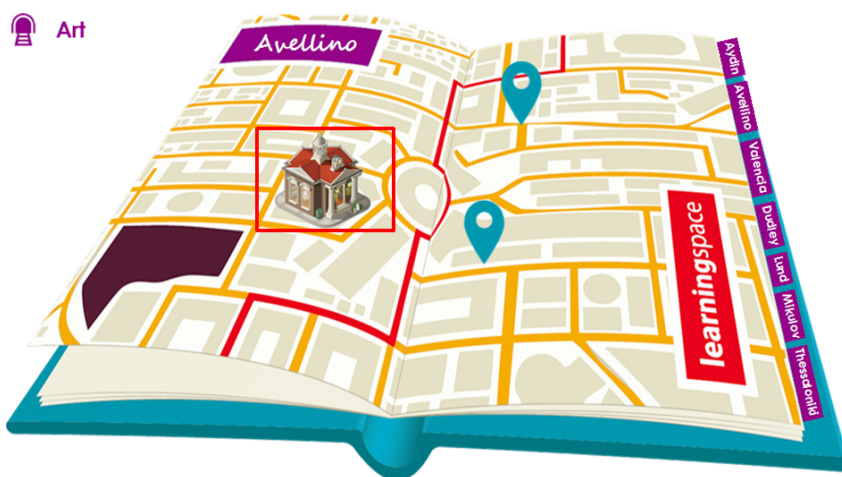 Art
Avellino
Aydin
Avellino
Valencia
Dudley
Lund
Mikulov
Thessaloniki
learningspace